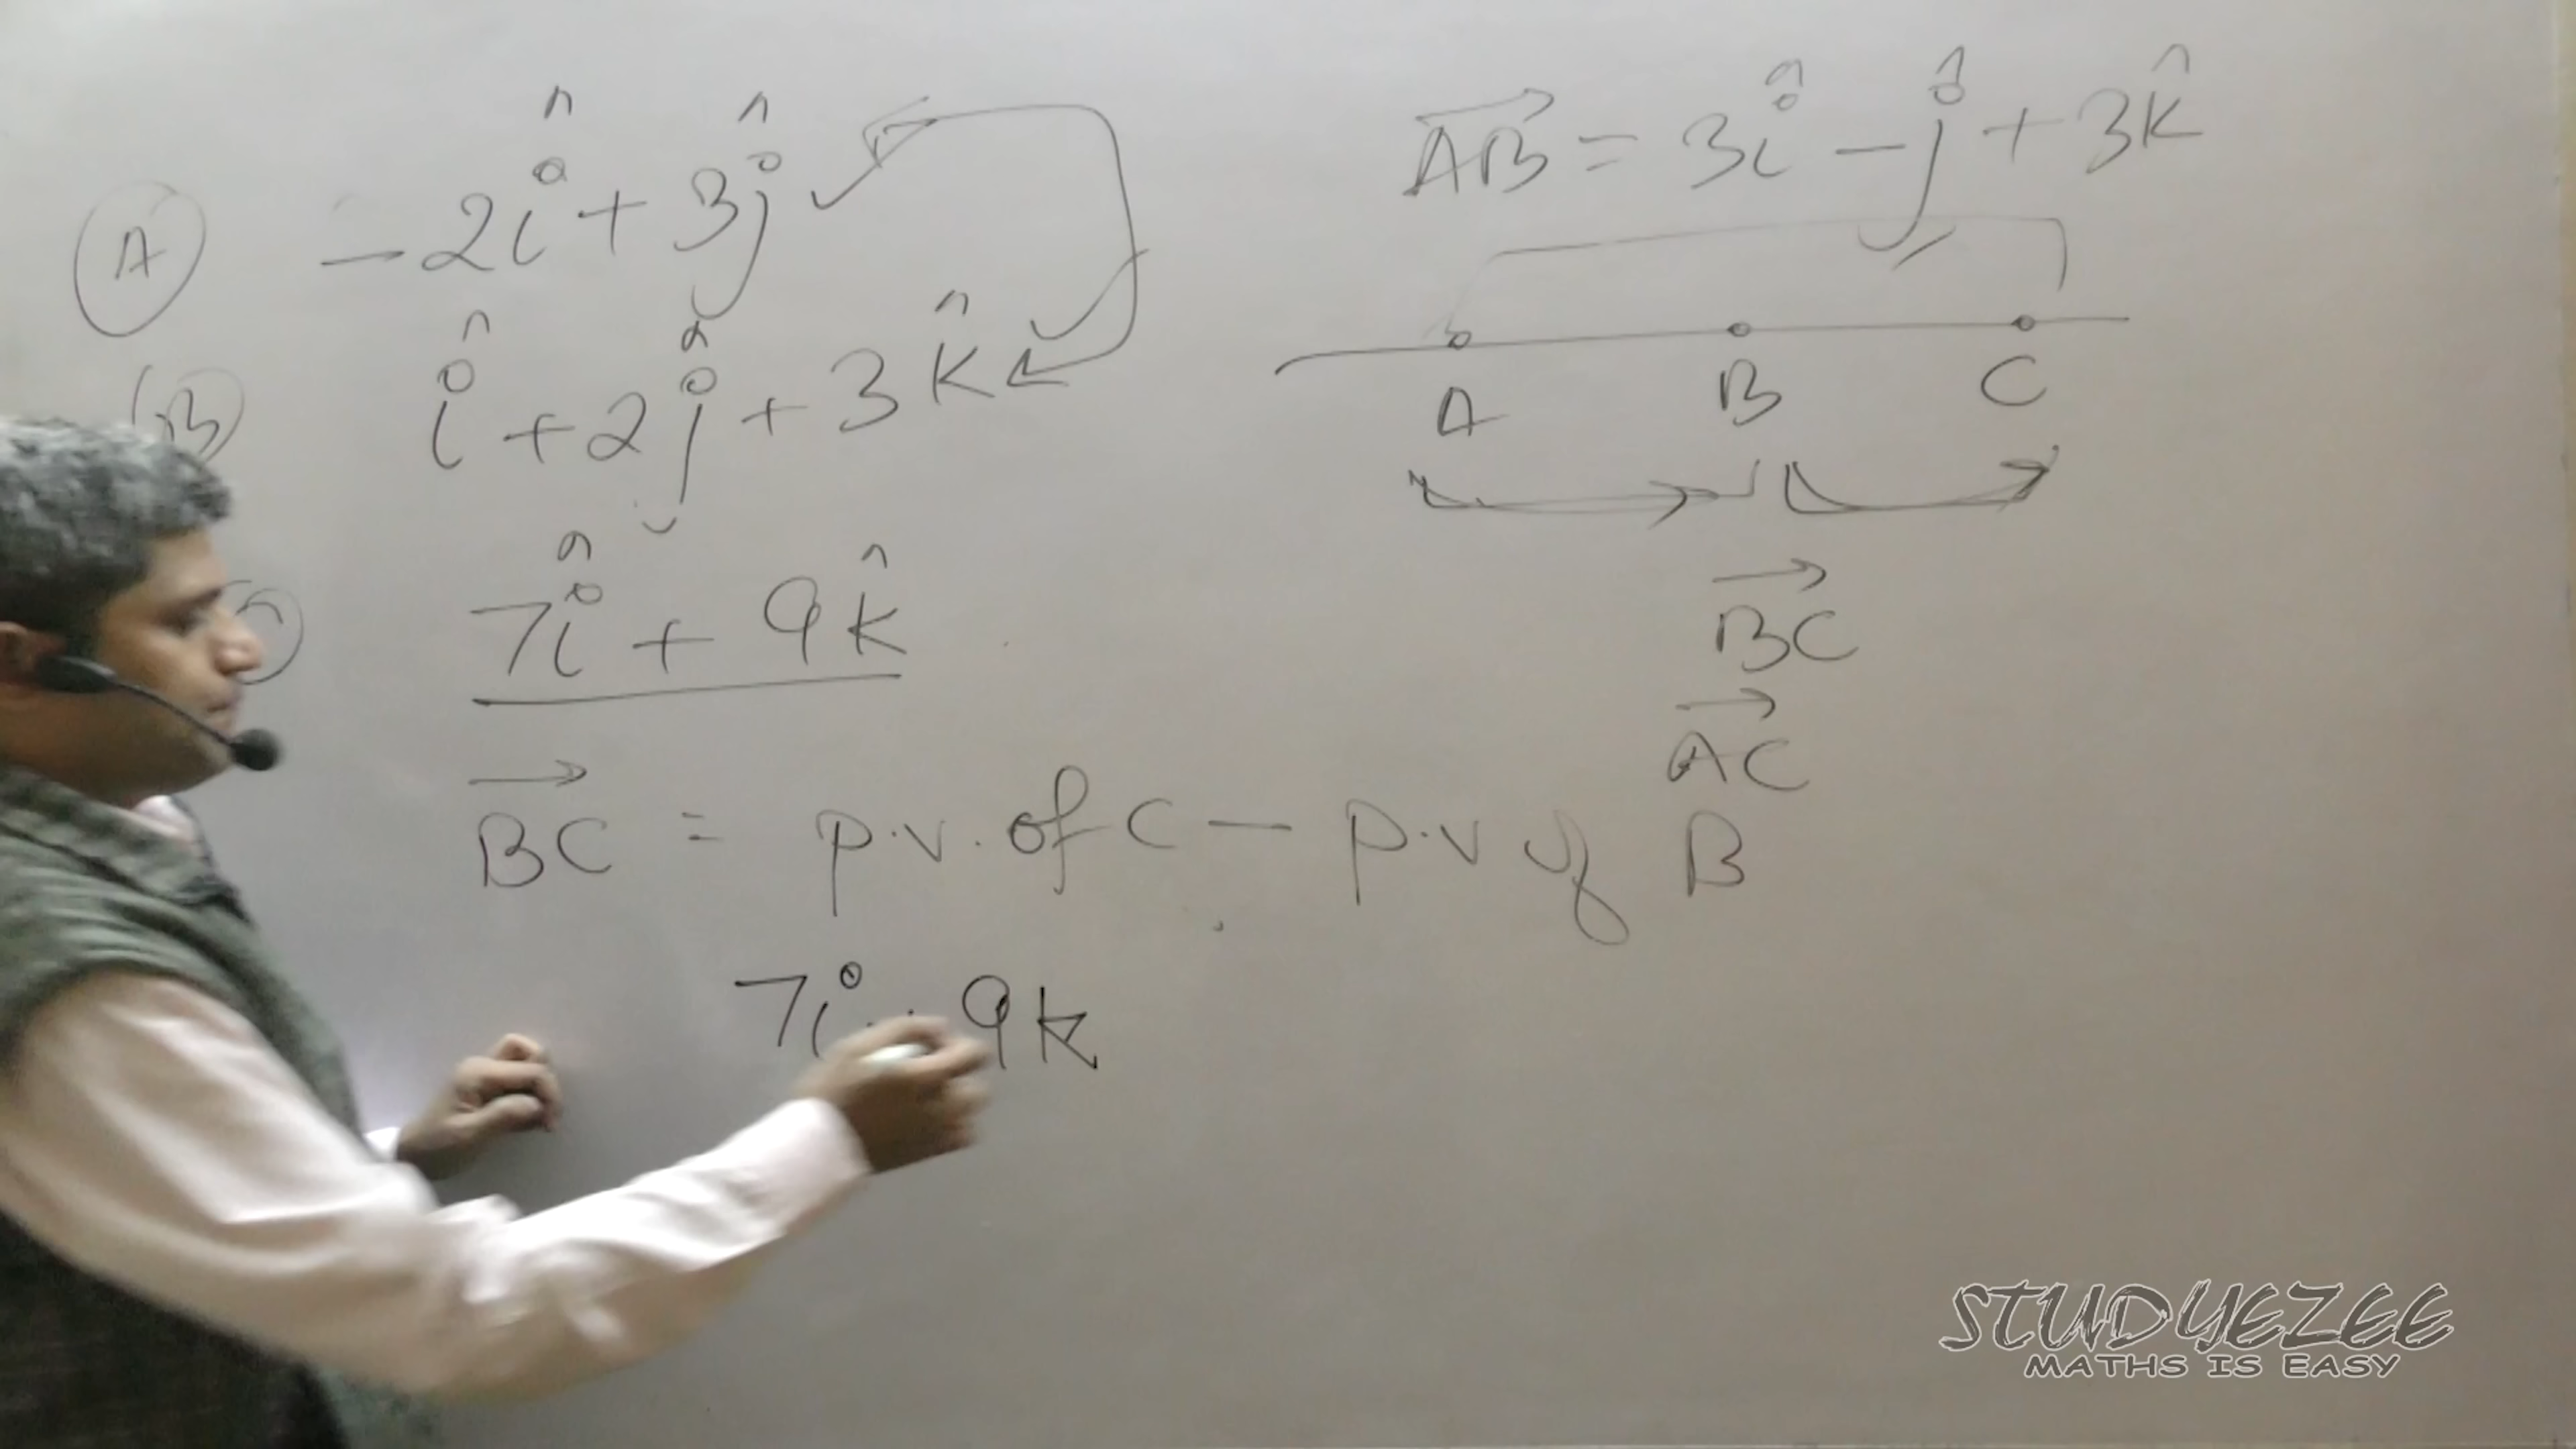 A -2î + 3ĵ
(B) î + 2ĵ + 3k̂
7î + 9k̂
AB⃗ = 3î - ĵ + 3k̂
A B C
BC⃗
AC⃗
BC⃗ = p.v. of C - p.v of B
7i + 9k
STUDYEZEE
MATHS IS EASY